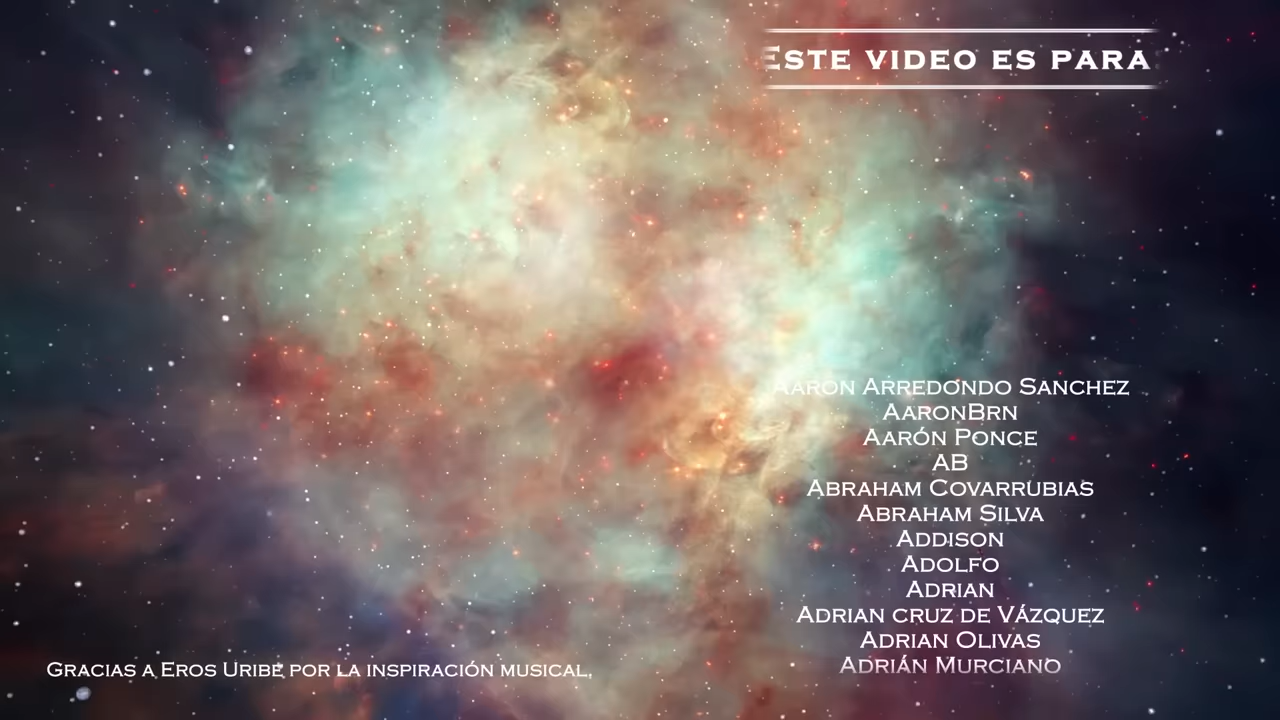 ESTE VIDEO ES PARA
AARON ARREDONDO SANCHEZ
AARONBRN
AARÓN PONCE
AB
ABRAHAM COVARRUBIAS
ABRAHAM SILVA
ADDISON
ADOLFO
ADRIAN
ADRIAN CRUZ DE VÁZQUEZ
ADRIAN OLIVAS
ADRIÁN MURCIANO
GRACIAS A EROS URIBE POR LA INSPIRACIÓN MUSICAL.